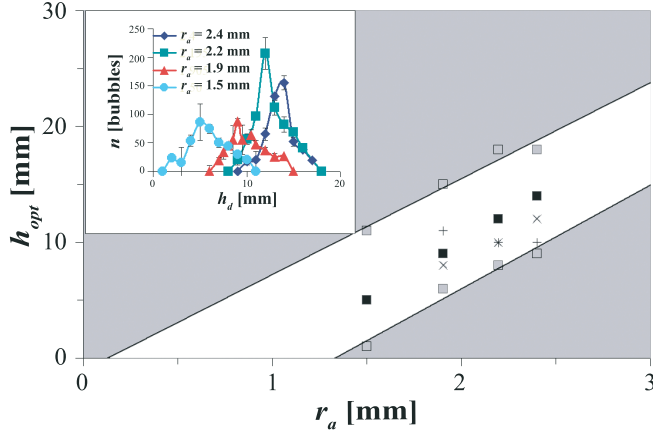 30
20
10
0
h_opt [mm]
0
1
2
3
r_a [mm]
250
200
150
100
50
0
n [bubbles]
r_a = 2.4 mm
r_a = 2.2 mm
r_a = 1.9 mm
r_a = 1.5 mm
0
10
20
h_d [mm]